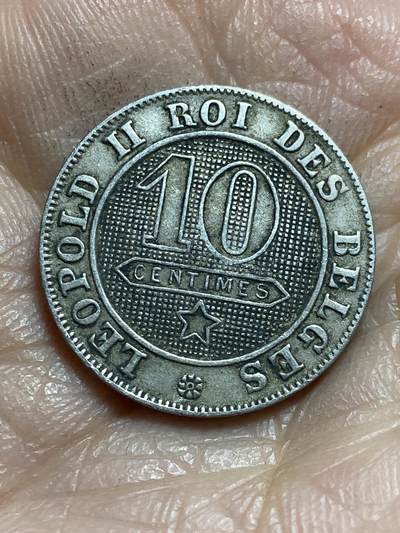 LEOPOLD II ROI DES BELGES
10
CENTIMES